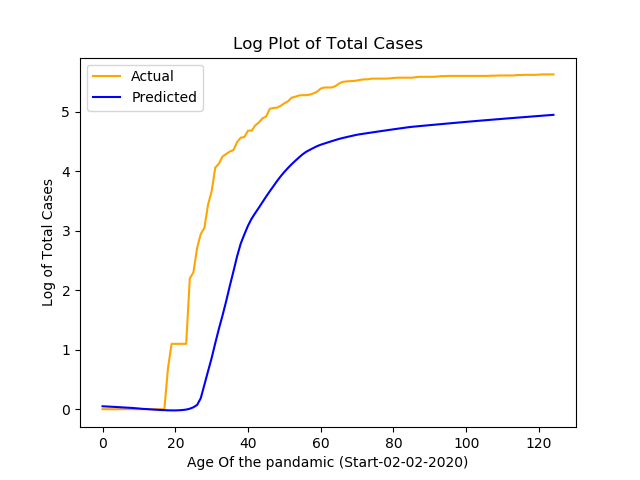 Log Plot of Total Cases
Actual
Predicted
5
4
3
2
1
0
Log of Total Cases
0 20 40 60 80 100 120
Age Of the pandamic (Start-02-02-2020)